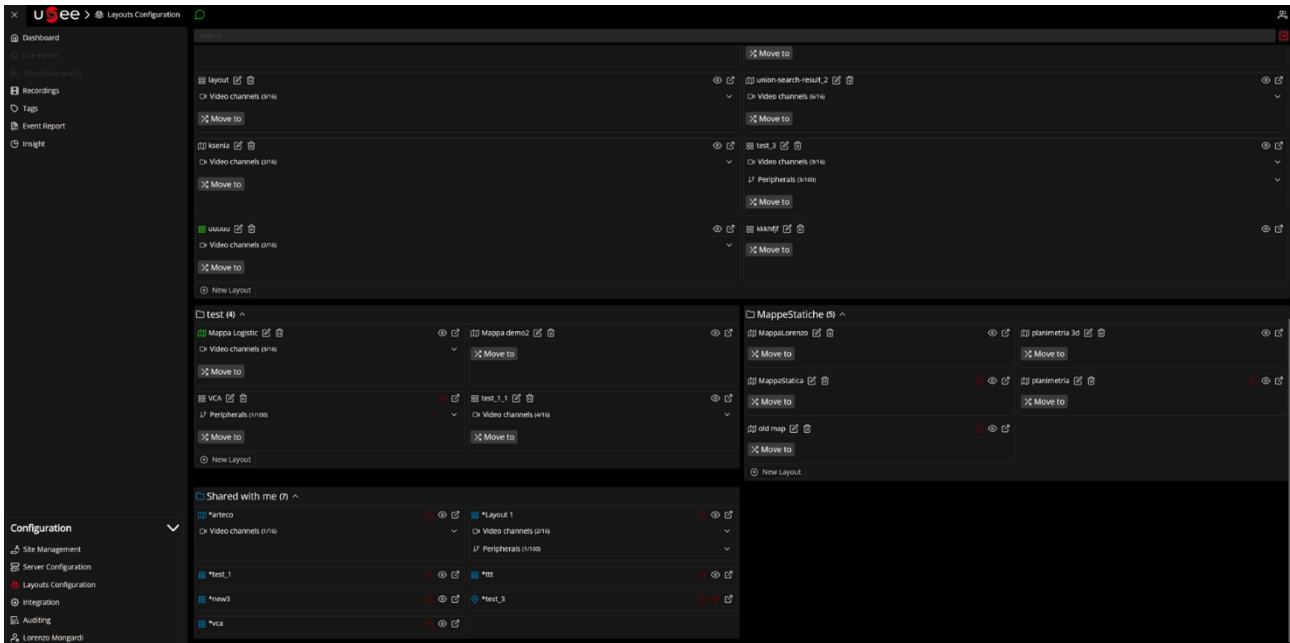 usee > Layouts Configuration
Dashboard
Live events
Thumbnail search
Recordings
Tags
Event Report
Insight
Configuration
Site Management
Server Configuration
Layouts Configuration
Integration
Auditing
Lorenzo Mongardi
search ...
Move to
layout
Video channels (3/16)
Move to
union-search-result_2
Video channels (6/16)
Move to
ksenia
Video channels (2/16)
Move to
test_3
Video channels (9/16)
Peripherals (3/100)
Move to
uuuuu
Video channels (2/16)
Move to
kkkhfjf
Move to
New Layout
test (4)
Mappa Logistic
Video channels (3/16)
Move to
Mappa demo2
Move to
VCA
Peripherals (1/100)
Move to
test_1_1
Video channels (4/16)
Move to
New Layout
MappeStatiche (5)
MappaLorenzo
Move to
planimetria 3d
Move to
MappaStatica
Move to
planimetria
Move to
old map
Move to
New Layout
Shared with me (7)
*arteco
Video channels (1/16)
*Layout 1
Video channels (2/16)
Peripherals (1/100)
*test_1
*ttt
*new3
*test_3
*vca